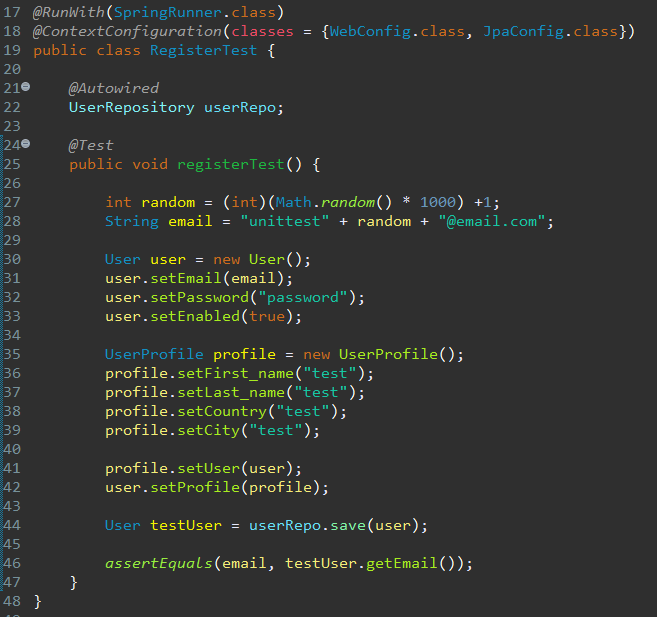 17 @RunWith(SpringRunner.class)
18 @ContextConfiguration(classes = {WebConfig.class, JpaConfig.class})
19 public class RegisterTest {
20
21 @Autowired
22 UserRepository userRepo;
23
24 @Test
25 public void registerTest() {
26
27 int random = (int)(Math.random() * 1000) +1;
28 String email = "unittest" + random + "@email.com";
29
30 User user = new User();
31 user.setEmail(email);
32 user.setPassword("password");
33 user.setEnabled(true);
34
35 UserProfile profile = new UserProfile();
36 profile.setFirst_name("test");
37 profile.setLast_name("test");
38 profile.setCountry("test");
39 profile.setCity("test");
40
41 profile.setUser(user);
42 user.setProfile(profile);
43
44 User testUser = userRepo.save(user);
45
46 assertEquals(email, testUser.getEmail());
47 }
48 }